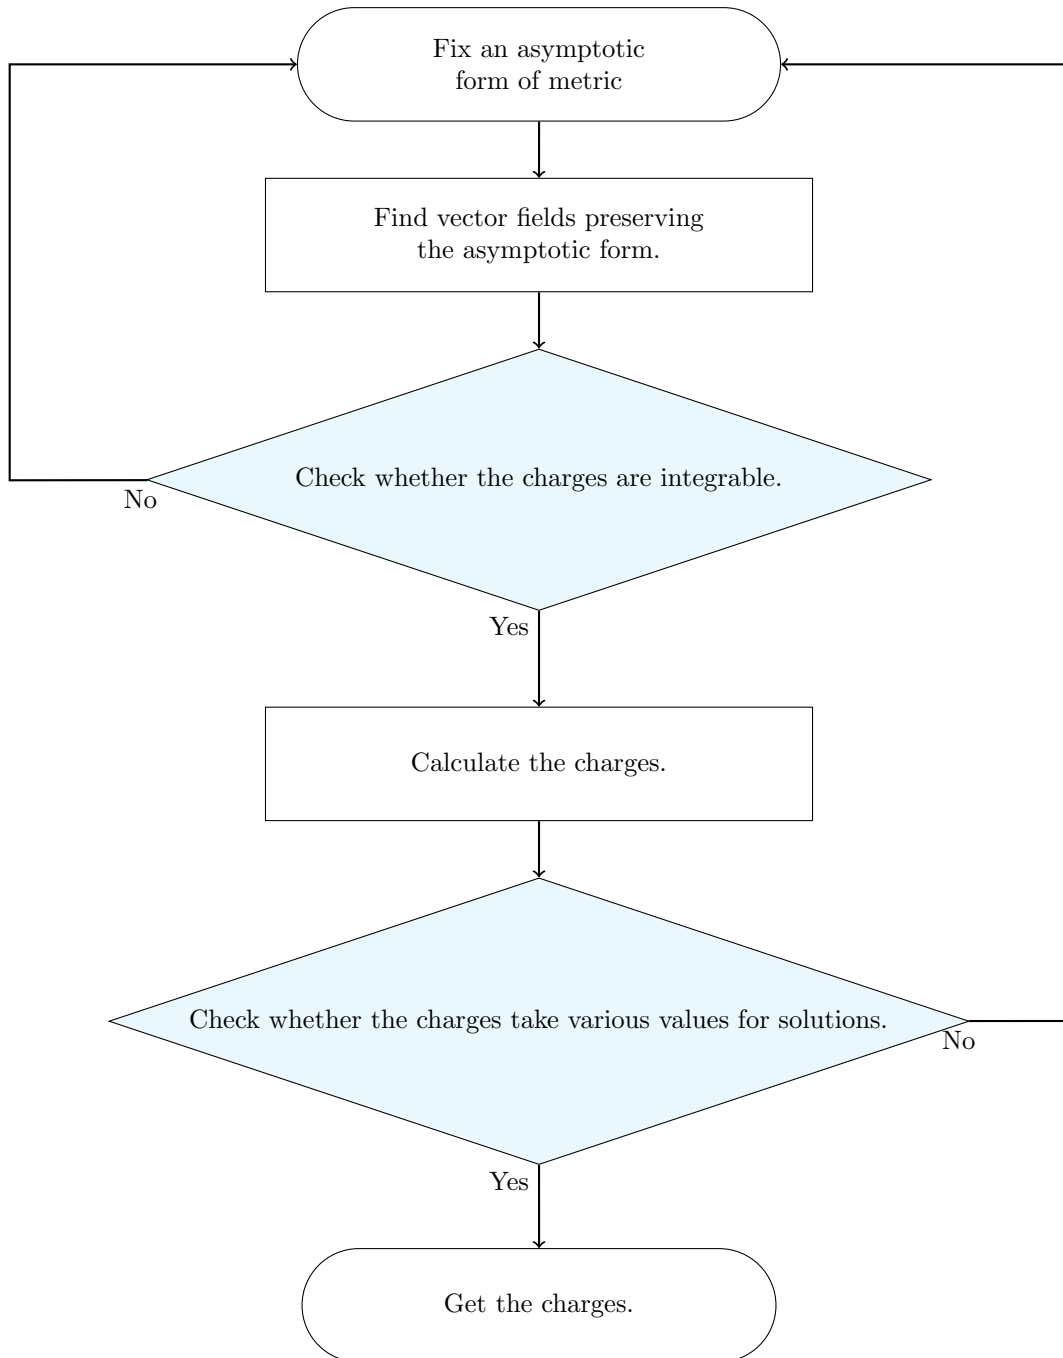 Fix an asymptotic
form of metric
Find vector fields preserving
the asymptotic form.
Check whether the charges are integrable.
No
Yes
Calculate the charges.
Check whether the charges take various values for solutions.
No
Yes
Get the charges.